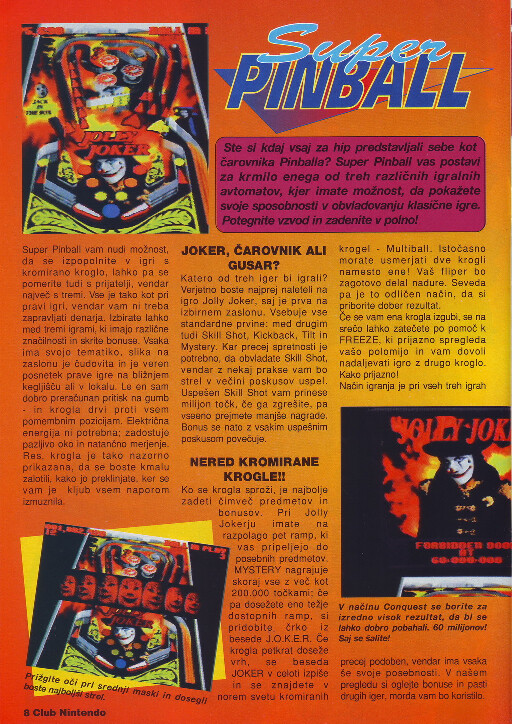 Super
PINBALL
JACK
IN
THE BOX
JOLLY
JOKER
Ste si kdaj vsaj za hip predstavljali sebe kot
čarovnika Pinballa? Super Pinball vas postavi
za krmilo enega od treh različnih igralnih
avtomatov, kjer imate možnost, da pokažete
svoje sposobnosti v obvladovanju klasične igre.
Potegnite vzvod in zadenite v polno!
Super Pinball vam nudi možnost,
da se izpopolnite v igri s
kromirano kroglo, lahko pa se
pomerite tudi s prijatelji, vendar
največ s tremi. Vse je tako kot pri
pravi igri, vendar vam ni treba
zapravljati denarja. Izbirate lahko
med tremi igrami, ki imajo različne
značilnosti in skrite bonuse. Vsaka
ima svojo tematiko, slika na
zaslonu je čudovita in je veren
posnetek prave igre na bližnjem
kegljišču ali v lokalu. Le en sam
dobro preračunan pritisk na gumb
- in krogla drvi proti vsem
pomembnim pozicijam. Električna
energija ni potrebna; zadostuje
pazljivo oko in natančno merjenje.
Res, krogla je tako nazorno
prikazana, da se boste kmalu
zalotili, kako jo preklinjate, ker se
vam je kljub vsem naporom
izmuznila.
Prižgite oči pri srednji maski in dosegli
boste najboljši strel.
JOKER, ČAROVNIK ALI
GUSAR?
Katero od treh iger bi igrali?
Verjetno boste najprej naleteli na
igro Jolly Joker, saj je prva na
izbirnem zaslonu. Vsebuje vse
standardne prvine: med drugim
tudi Skill Shot, Kickback, Tilt in
Mystery. Kar precej spretnosti je
potrebno, da obvladate Skill Shot,
vendar z nekaj prakse vam bo
strel v večini poskusov uspel.
Uspešen Skill Shot vam prinese
milijon točk, če ga zgrešite, pa
vseeno prejmete manjše nagrade.
Bonus se nato z vsakim uspešnim
poskusom povečuje.
NERED KROMIRANE
KROGLE!!
Ko se krogla sproži, je najbolje
zadeti čimveč predmetov in
bonusov. Pri Jolly
Jokerju imate na
razpolago pet ramp, ki
vas pripeljejo do
posebnih predmetov.
MYSTERY nagrajuje
skoraj vse z več kot
200.000 točkami; če
pa dosežete eno težje
dostopnih ramp, si
pridobite črko iz
besede J.O.K.E.R. Če
krogla petkrat doseže
vrh, se beseda
JOKER v celoti izpiše
in se znajdete v
norem svetu kromiranih
krogel - Multiball. Istočasno
morate usmerjati dve krogli
namesto ene! Vaš fliper bo
zagotovo delal nadure. Seveda
pa je to odličen način, da si
priborite dober rezultat.
Če se vam ena krogla izgubi, se na
srečo lahko zatečete po pomoč k
FREEZE, ki prijazno spregleda
vašo polomijo in vam dovoli
nadaljevati igro z drugo kroglo.
Kako prijazno!
Način igranja je pri vseh treh igrah
JOLLY JOK
FORBIDDEN DOO
AT
60-000-000
V načinu Conquest se borite za
izredno visok rezultat, da bi se
lahko dobro pobahali. 60 milijonov!
Saj se šalite!
precej podoben, vendar ima vsaka
še svoje posebnosti. V našem
pregledu si oglejte bonuse in pasti
drugih iger, morda vam bo koristilo.
8 Club Nintendo